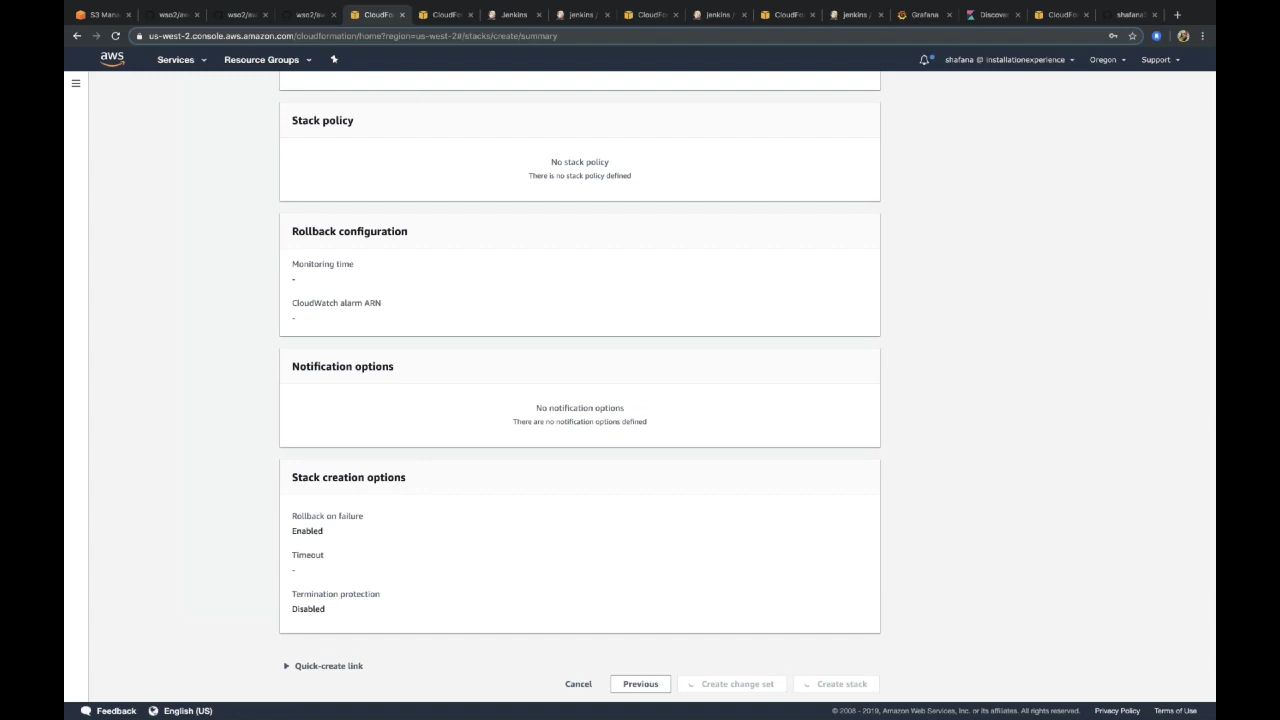 S3 Mana
wso2/aw
wso2/aw
wso2/aw
CloudFo
CloudFo
Jenkins
jenkins /
CloudFo
jenkins /
CloudFo
jenkins /
Grafana
Discove
CloudFo
shafana
us-west-2.console.aws.amazon.com/cloudformation/home?region=us-west-2#/stacks/create/summary
aws
Services
Resource Groups
shafana @ installationexperience
Oregon
Support
Stack policy
No stack policy
There is no stack policy defined
Rollback configuration
Monitoring time
-
CloudWatch alarm ARN
-
Notification options
No notification options
There are no notification options defined
Stack creation options
Rollback on failure
Enabled
Timeout
-
Termination protection
Disabled
Quick-create link
Cancel
Previous
Create change set
Create stack
Feedback
English (US)
© 2008 - 2019, Amazon Web Services, Inc. or its affiliates. All rights reserved.
Privacy Policy
Terms of Use